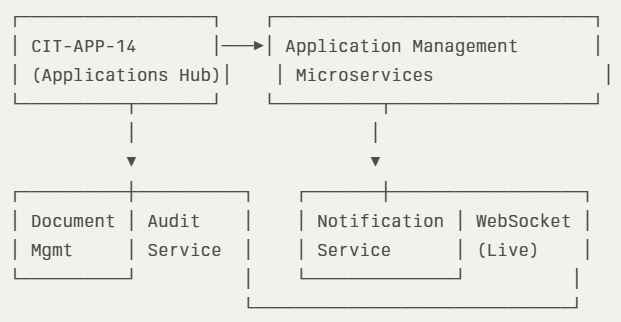 CIT-APP-14 Application Management
(Applications Hub) Microservices
Document Audit Notification WebSocket
Mgmt Service Service (Live)